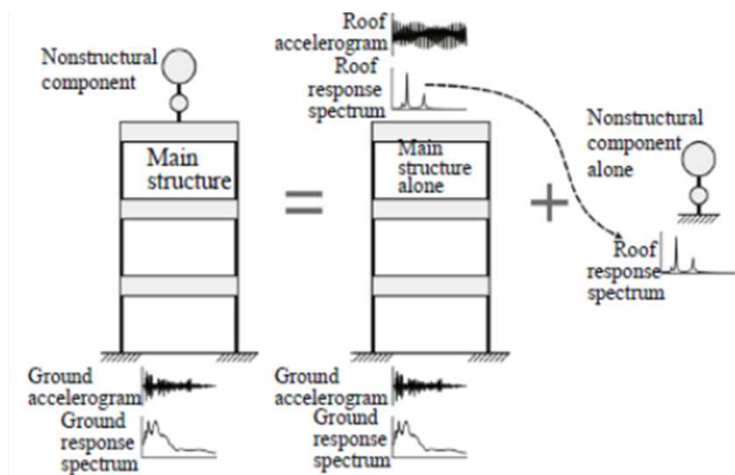 Nonstructural
component
Main
structure
Ground
accelerogram
Ground
response
spectrum
Roof
accelerogram
Roof
response
spectrum
Main
structure
alone
Ground
accelerogram
Ground
response
spectrum
Nonstructural
component
alone
Roof
response
spectrum